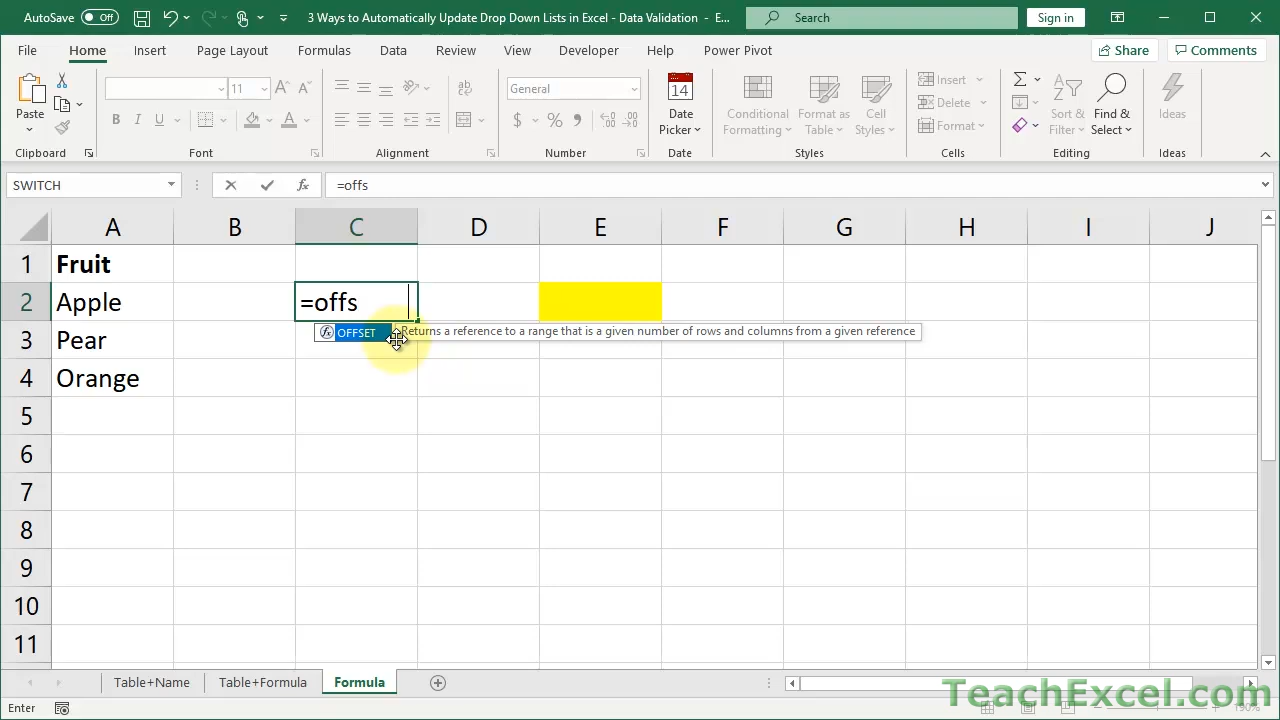 AutoSave Off 3 Ways to Automatically Update Drop Down Lists in Excel - Data Validation - E... Search Sign in
File Home Insert Page Layout Formulas Data Review View Developer Help Power Pivot Share Comments
Paste
Clipboard
11
B I U
Font
Alignment
General
$ %
Number
14
Date Picker
Date
Conditional Formatting
Format as Table
Cell Styles
Styles
Insert
Delete
Format
Cells
Sort & Filter
Find & Select
Editing
Ideas
Ideas
SWITCH fx =offs
A B C D E F G H I J
1 Fruit
2 Apple =offs
fx OFFSET Returns a reference to a range that is a given number of rows and columns from a given reference
3 Pear
4 Orange
5
6
7
8
9
10
11
Table+Name Table+Formula Formula
Enter
190%
TeachExcel.com